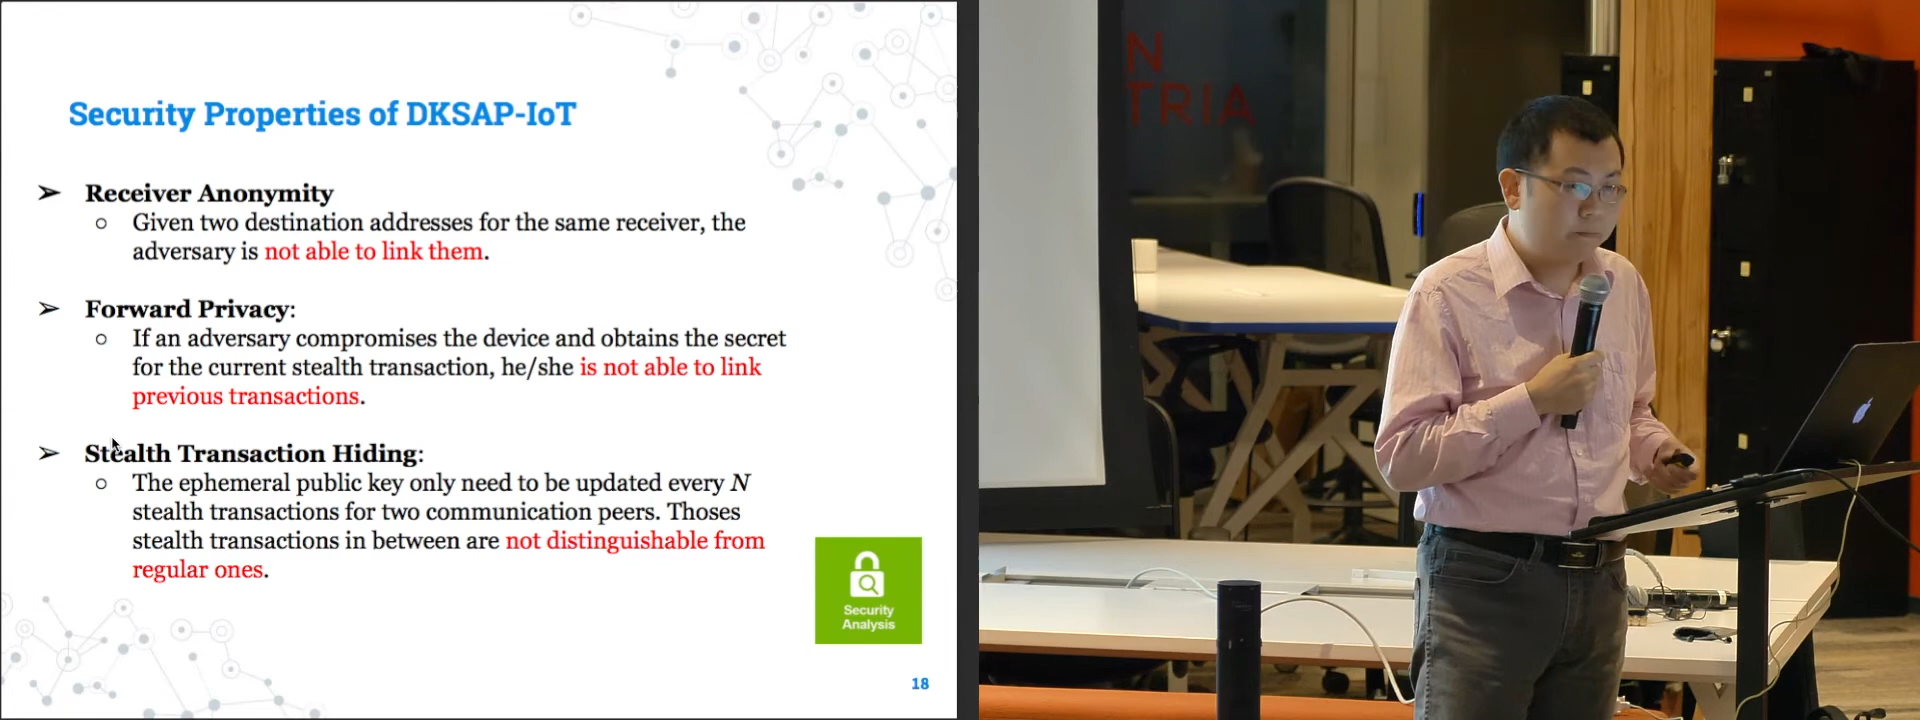 Security Properties of DKSAP-IoT
➢ Receiver Anonymity
○ Given two destination addresses for the same receiver, the
adversary is not able to link them.
➢ Forward Privacy:
○ If an adversary compromises the device and obtains the secret
for the current stealth transaction, he/she is not able to link
previous transactions.
➢ Stealth Transaction Hiding:
○ The ephemeral public key only need to be updated every N
stealth transactions for two communication peers. Thoses
stealth transactions in between are not distinguishable from
regular ones.
Security
Analysis
18
N
TRIA